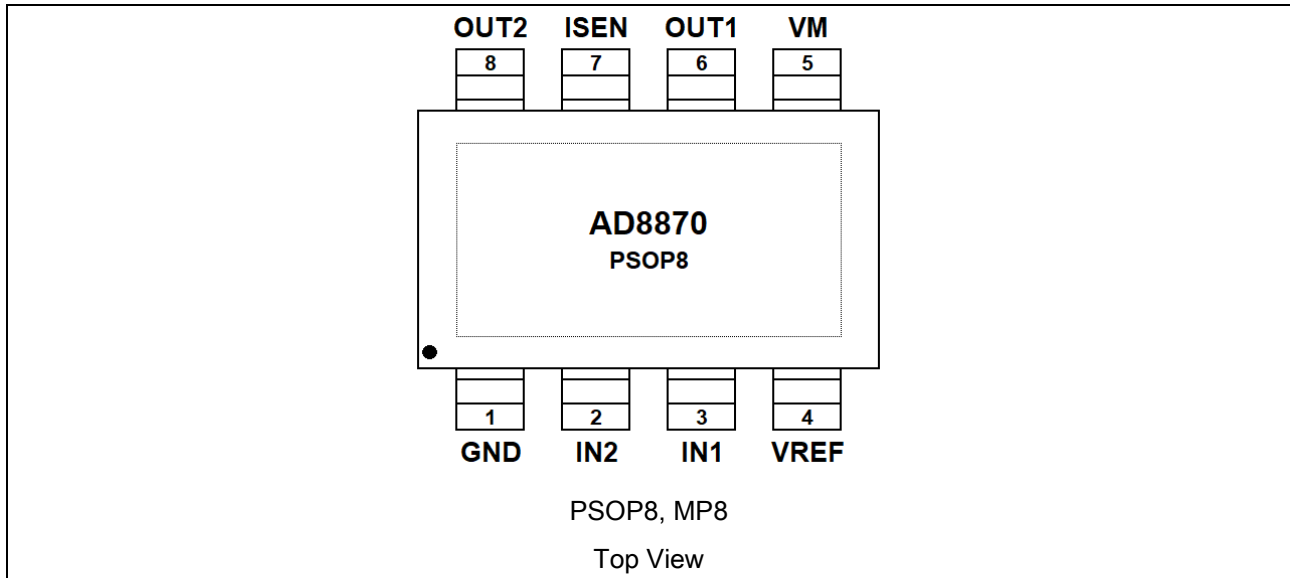 OUT2 ISEN OUT1 VM
8 7 6 5
AD8870
PSOP8
1 2 3 4
GND IN2 IN1 VREF
PSOP8, MP8
Top View